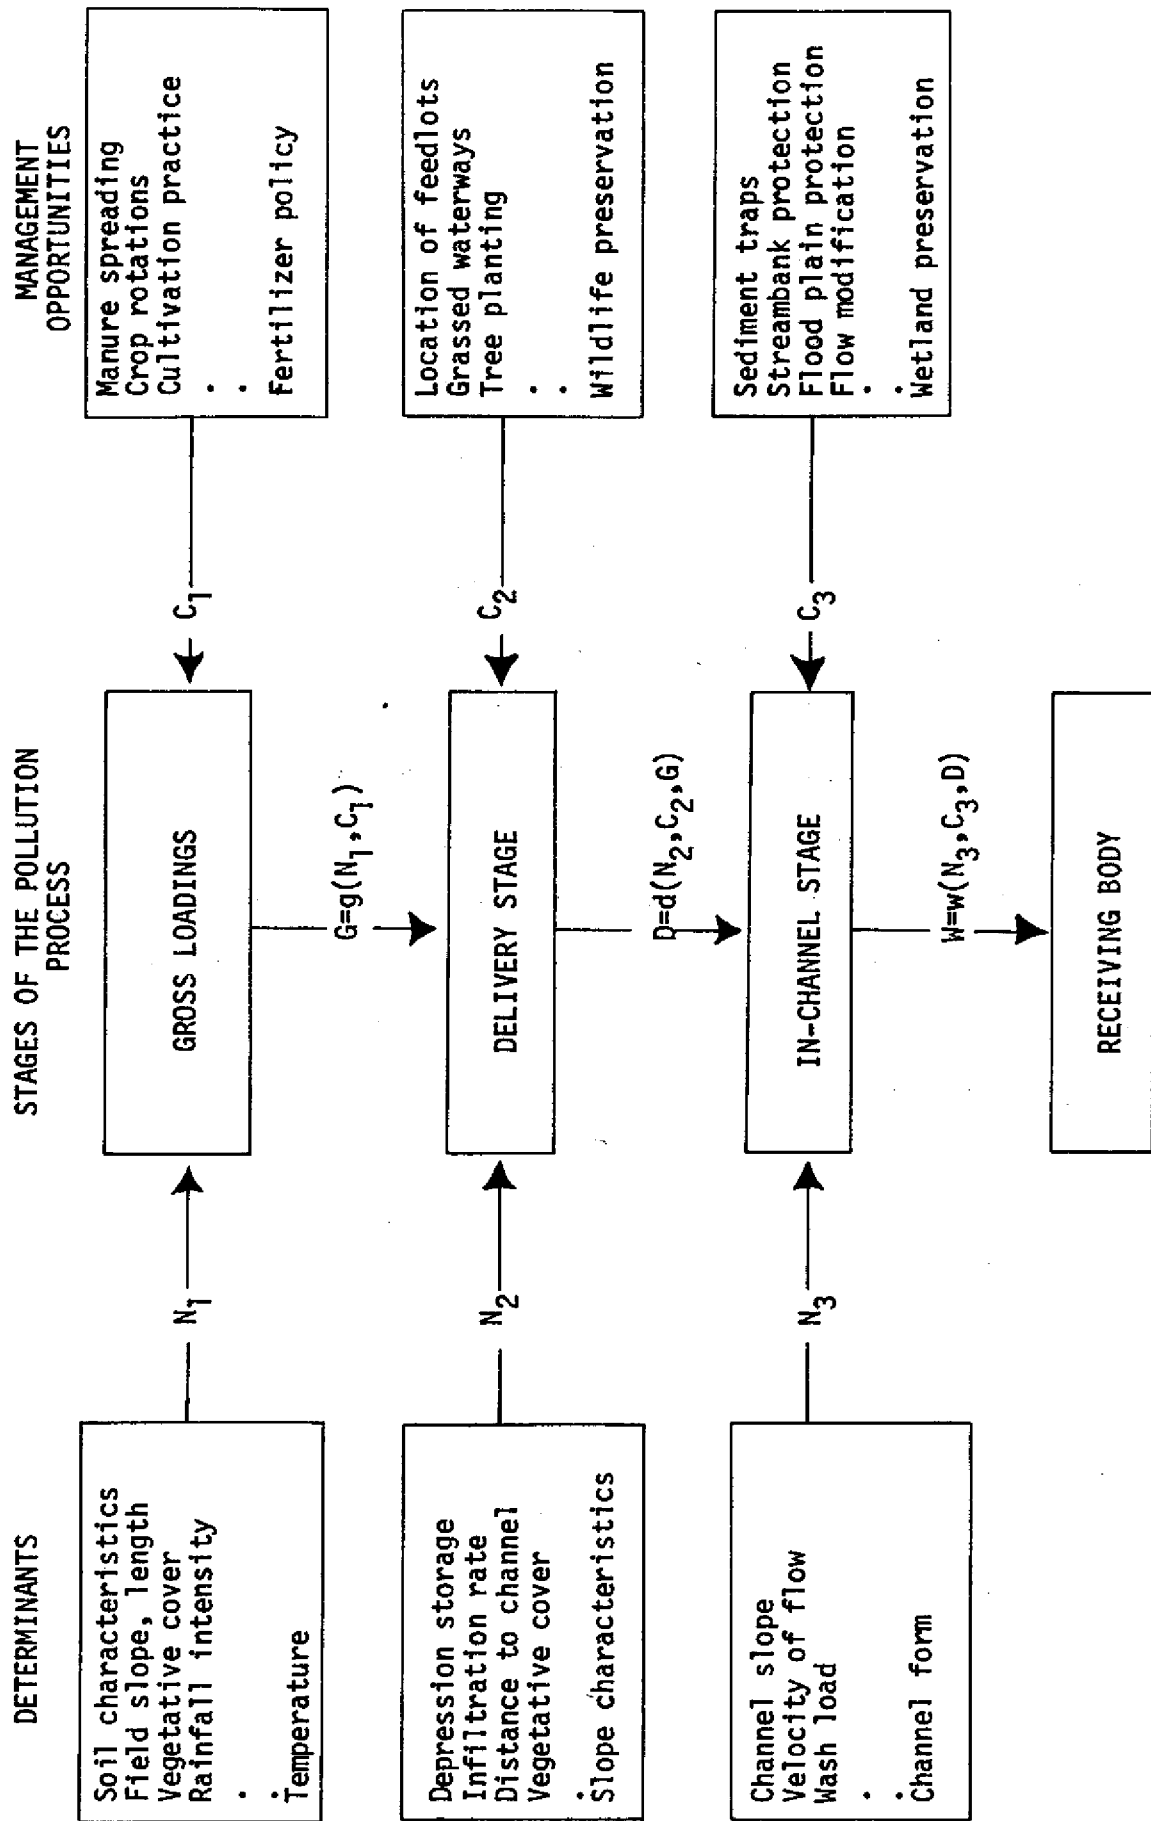 DETERMINANTS
STAGES OF THE POLLUTION
PROCESS
MANAGEMENT
OPPORTUNITIES
Soil characteristics
Field slope, length
Vegetative cover
Rainfall intensity
.
.
Temperature
N1
GROSS LOADINGS
C1
Manure spreading
Crop rotations
Cultivation practice
.
.
Fertilizer policy
G=g(N1,C1)
Depression storage
Infiltration rate
Distance to channel
Vegetative cover
.
Slope characteristics
N2
DELIVERY STAGE
C2
Location of feedlots
Grassed waterways
Tree planting
.
.
Wildlife preservation
D=d(N2,C2,G)
Channel slope
Velocity of flow
Wash load
.
.
Channel form
N3
IN-CHANNEL STAGE
C3
Sediment traps
Streambank protection
Flood plain protection
Flow modification
.
.
Wetland preservation
W=w(N3,C3,D)
RECEIVING BODY